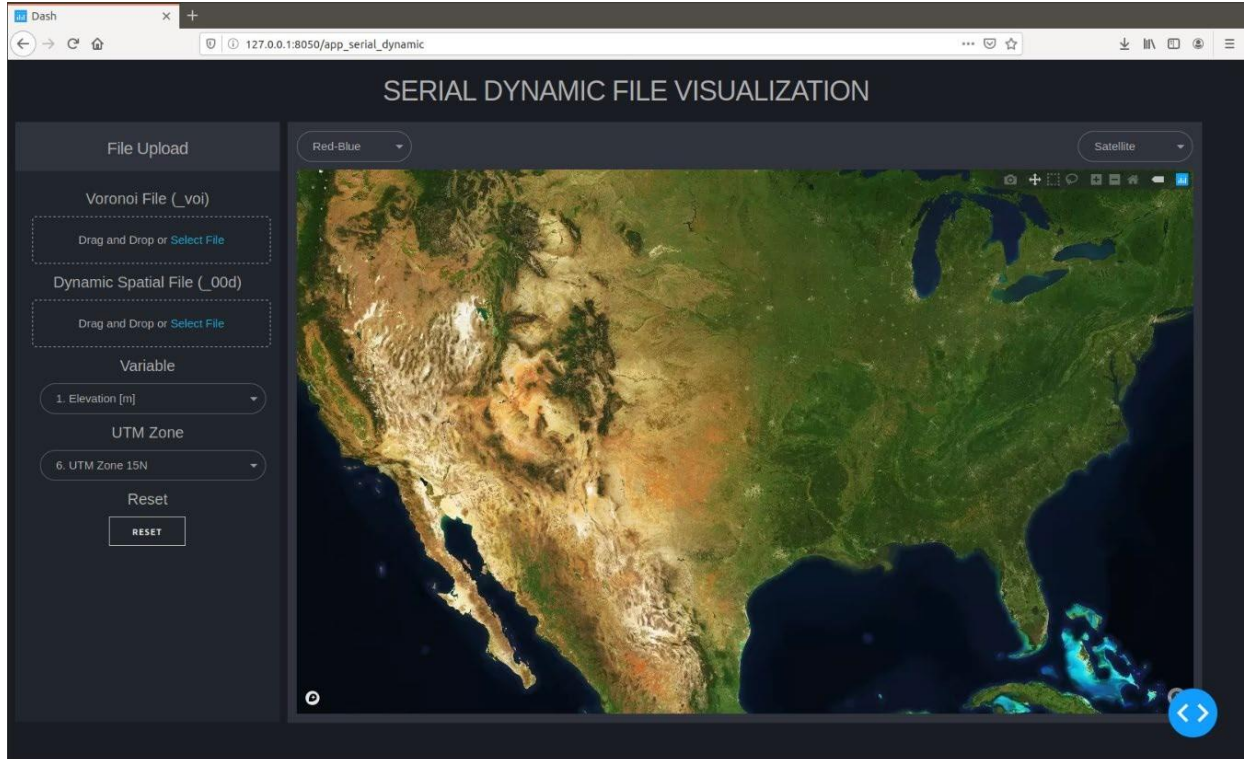 Dash
127.0.0.1:8050/app_serial_dynamic
SERIAL DYNAMIC FILE VISUALIZATION
File Upload
Voronoi File (_voi)
Drag and Drop or Select File
Dynamic Spatial File (_00d)
Drag and Drop or Select File
Variable
1. Elevation [m]
UTM Zone
6. UTM Zone 15N
Reset
RESET
Red-Blue
Satellite